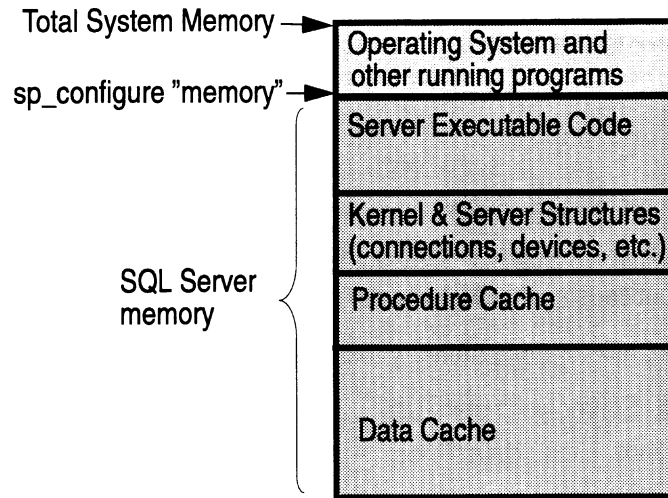 Total System Memory
Operating System and
other running programs
sp_configure ”memory”
Server Executable Code
Kernel & Server Structures
(connections, devices, etc.)
SQL Server
memory
Procedure Cache
Data Cache